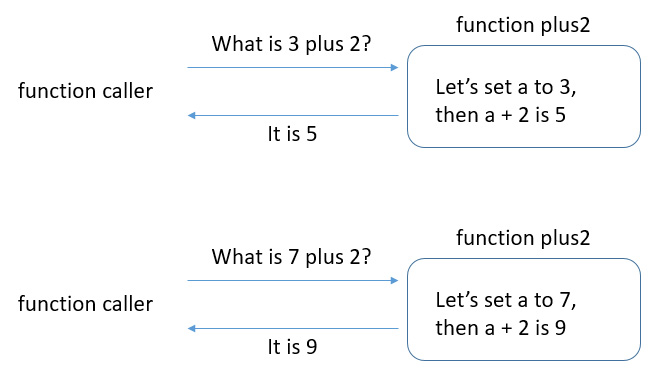 function plus2
What is 3 plus 2?
function caller
Let’s set a to 3,
then a + 2 is 5
It is 5
function plus2
What is 7 plus 2?
function caller
Let’s set a to 7,
then a + 2 is 9
It is 9